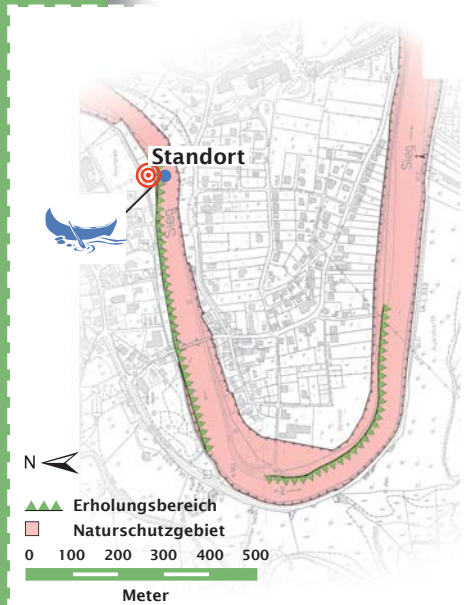 Standort
Sieg
Sieg
N
Erholungsbereich
Naturschutzgebiet
0 100 200 300 400 500
Meter